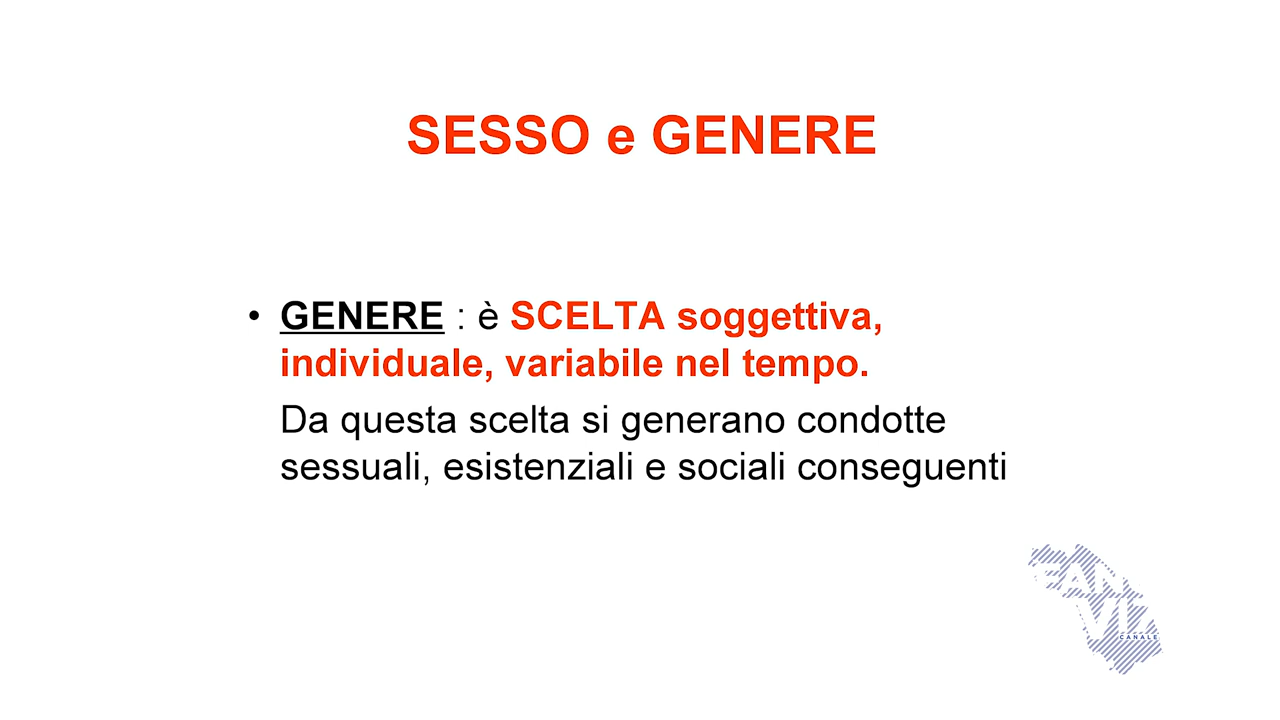 SESSO e GENERE
• GENERE : è SCELTA soggettiva,
individuale, variabile nel tempo.
Da questa scelta si generano condotte
sessuali, esistenziali e sociali conseguenti
CANALE